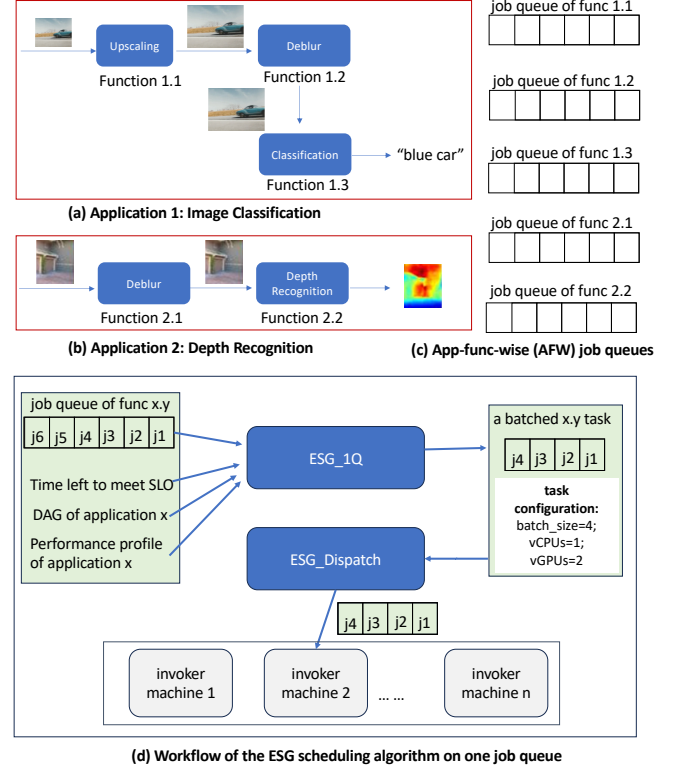 Upscaling
Function 1.1
Deblur
Function 1.2
Classification
Function 1.3
“blue car”
(a) Application 1: Image Classification
Deblur
Function 2.1
Depth
Recognition
Function 2.2
(b) Application 2: Depth Recognition
job queue of func 1.1
job queue of func 1.2
job queue of func 1.3
job queue of func 2.1
job queue of func 2.2
(c) App-func-wise (AFW) job queues
job queue of func x.y
j6 j5 j4 j3 j2 j1
Time left to meet SLO
DAG of application x
Performance profile
of application x
ESG_1Q
a batched x.y task
j4 j3 j2 j1
task
configuration:
batch_size=4;
vCPUs=1;
vGPUs=2
ESG_Dispatch
j4 j3 j2 j1
invoker
machine 1
invoker
machine 2
... ...
invoker
machine n
(d) Workflow of the ESG scheduling algorithm on one job queue